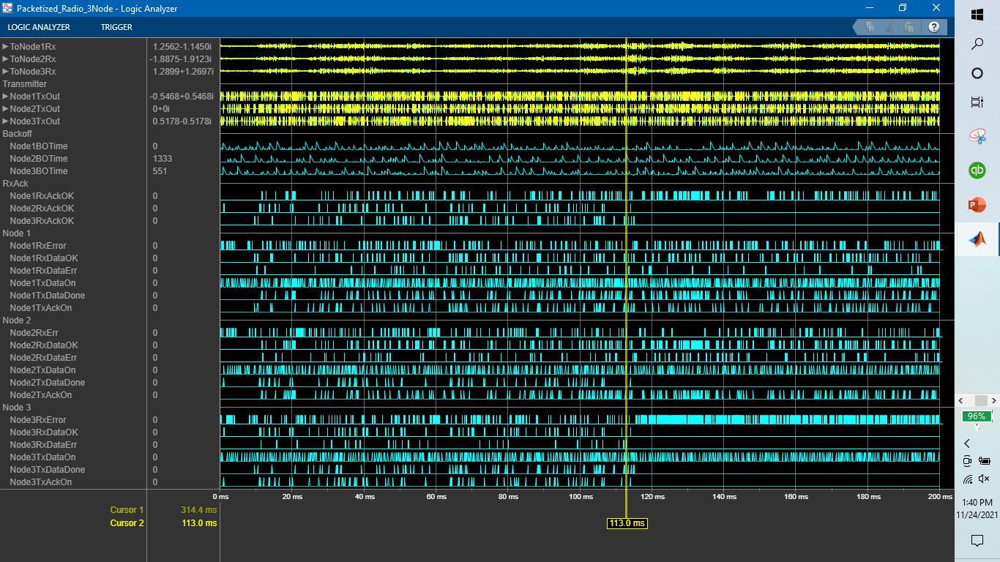 Packetized_Radio_3Node - Logic Analyzer
LOGIC ANALYZER TRIGGER
ToNode1Rx 1.2562-1.1450i
ToNode2Rx -1.8875-1.9123i
ToNode3Rx 1.2899+1.2697i
Transmitter
Node1TxOut -0.5468+0.5468i
Node2TxOut 0+0i
Node3TxOut 0.5178-0.5178i
Backoff
Node1BOTime 0
Node2BOTime 1333
Node3BOTime 551
RxAck
Node1RxAckOK 0
Node2RxAckOK 0
Node3RxAckOK 0
Node 1
Node1RxError 0
Node1RxDataOK 0
Node1RxDataErr 0
Node1TxDataOn 0
Node1TxDataDone 0
Node1TxAckOn 0
Node 2
Node2RxErr 0
Node2RxDataOK 0
Node2RxDataErr 0
Node2TxDataOn 0
Node2TxDataDone 0
Node2TxAckOn 0
Node 3
Node3RxError 0
Node3RxDataOK 0
Node3RxDataErr 0
Node3TxDataOn 0
Node3TxDataDone 0
Node3TxAckOn 0
0 ms 20 ms 40 ms 60 ms 80 ms 100 ms 120 ms 140 ms 160 ms 180 ms 200 ms
Cursor 1 314.4 ms
Cursor 2 113.0 ms
113.0 ms
qb
P
96%
1:40 PM
11/24/2021